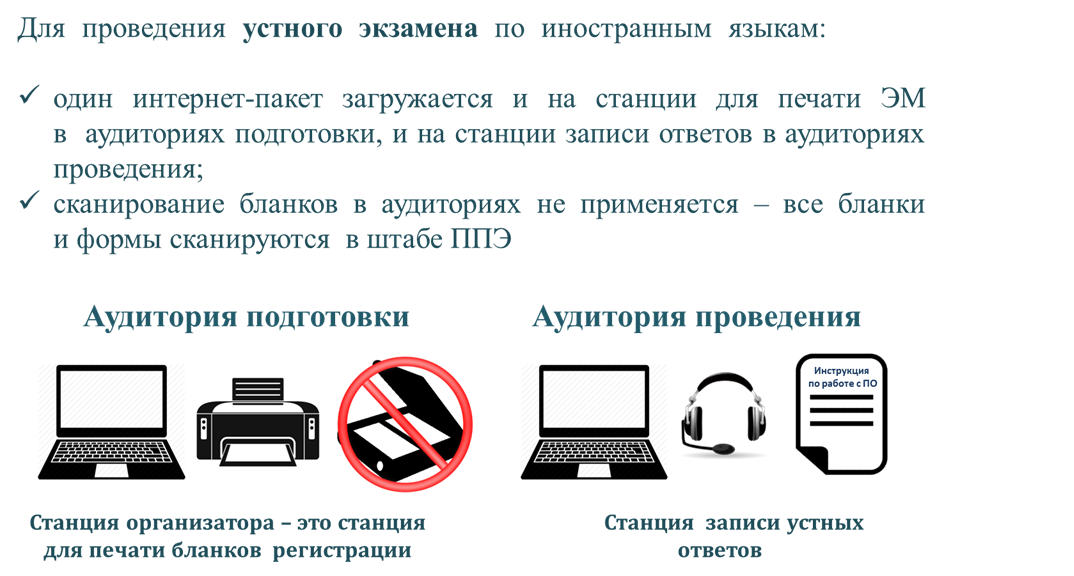 Для проведения устного экзамена по иностранным языкам:
✓ один интернет-пакет загружается и на станции для печати ЭМ
в аудиториях подготовки, и на станции записи ответов в аудиториях
проведения;
✓ сканирование бланков в аудиториях не применяется – все бланки
и формы сканируются в штабе ППЭ
Аудитория подготовки
Аудитория проведения
Инструкция
по работе с ПО
Станция организатора – это станция
для печати бланков регистрации
Станция записи устных
ответов